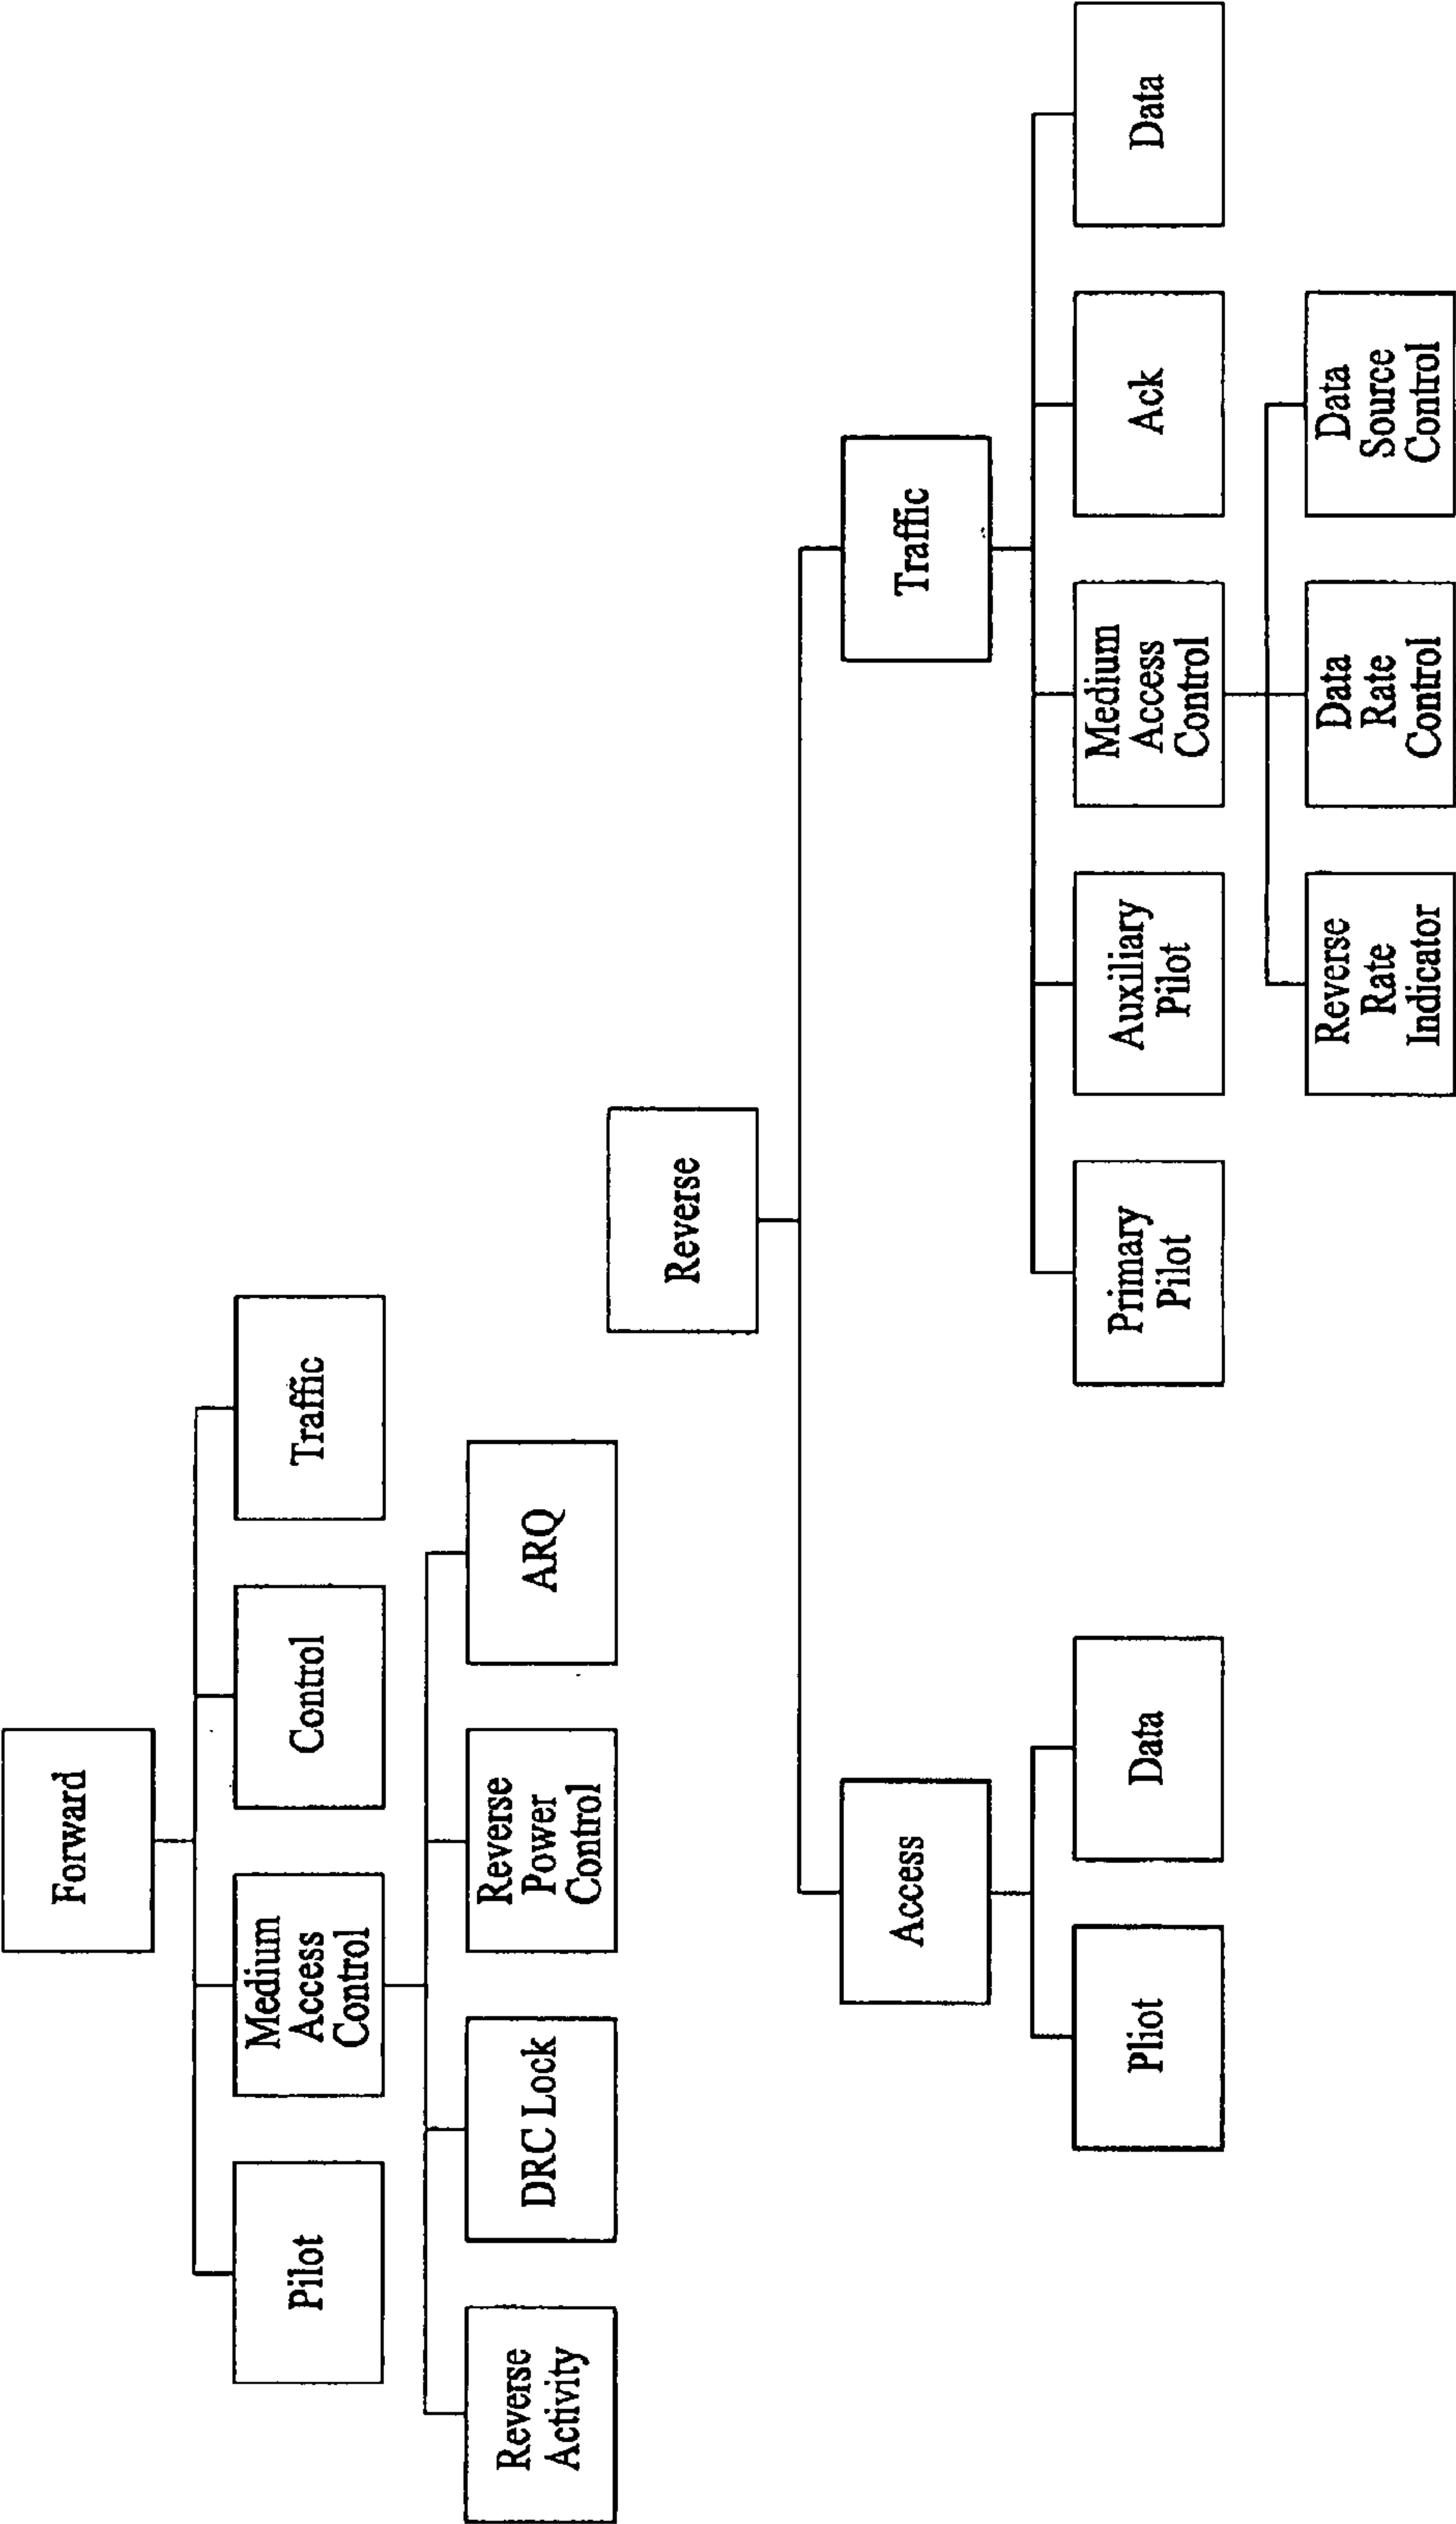 Forward
Pilot
Medium
Access
Control
Control
Traffic
Reverse
Activity
DRC Lock
Reverse
Power
Control
ARQ
Reverse
Access
Traffic
Pliot
Data
Primary
Pilot
Auxiliary
Pilot
Medium
Access
Control
Ack
Data
Reverse
Rate
Indicator
Data
Rate
Control
Data
Source
Control